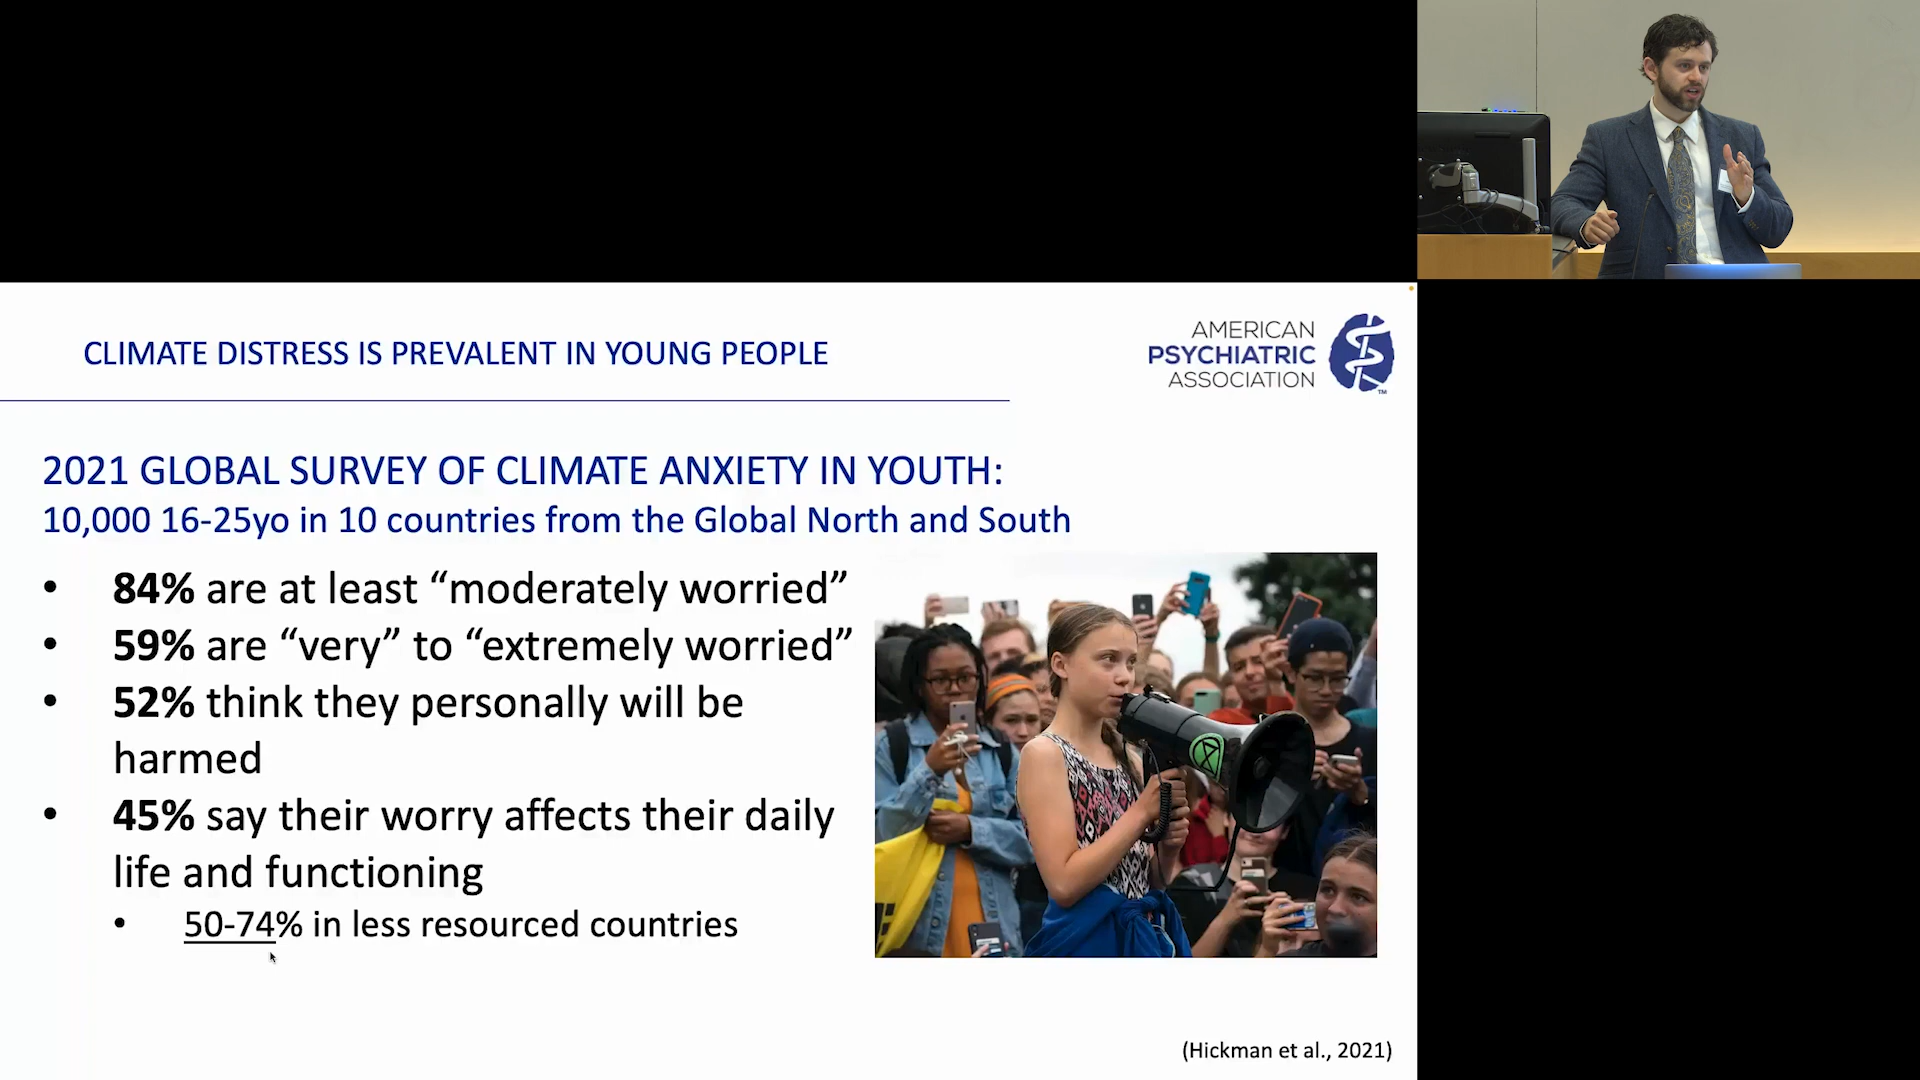 CLIMATE DISTRESS IS PREVALENT IN YOUNG PEOPLE
AMERICAN
PSYCHIATRIC
ASSOCIATION
TM
2021 GLOBAL SURVEY OF CLIMATE ANXIETY IN YOUTH:
10,000 16-25yo in 10 countries from the Global North and South
• 84% are at least “moderately worried”
• 59% are “very” to “extremely worried”
• 52% think they personally will be
harmed
• 45% say their worry affects their daily
life and functioning
• 50-74% in less resourced countries
(Hickman et al., 2021)